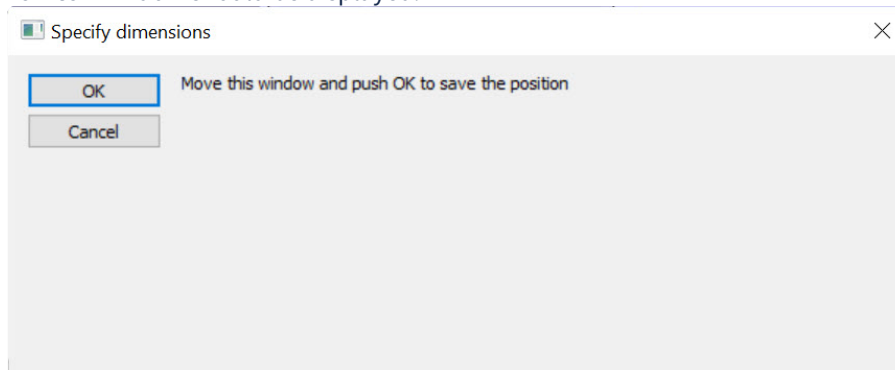 Specify dimensions
OK
Move this window and push OK to save the position
Cancel